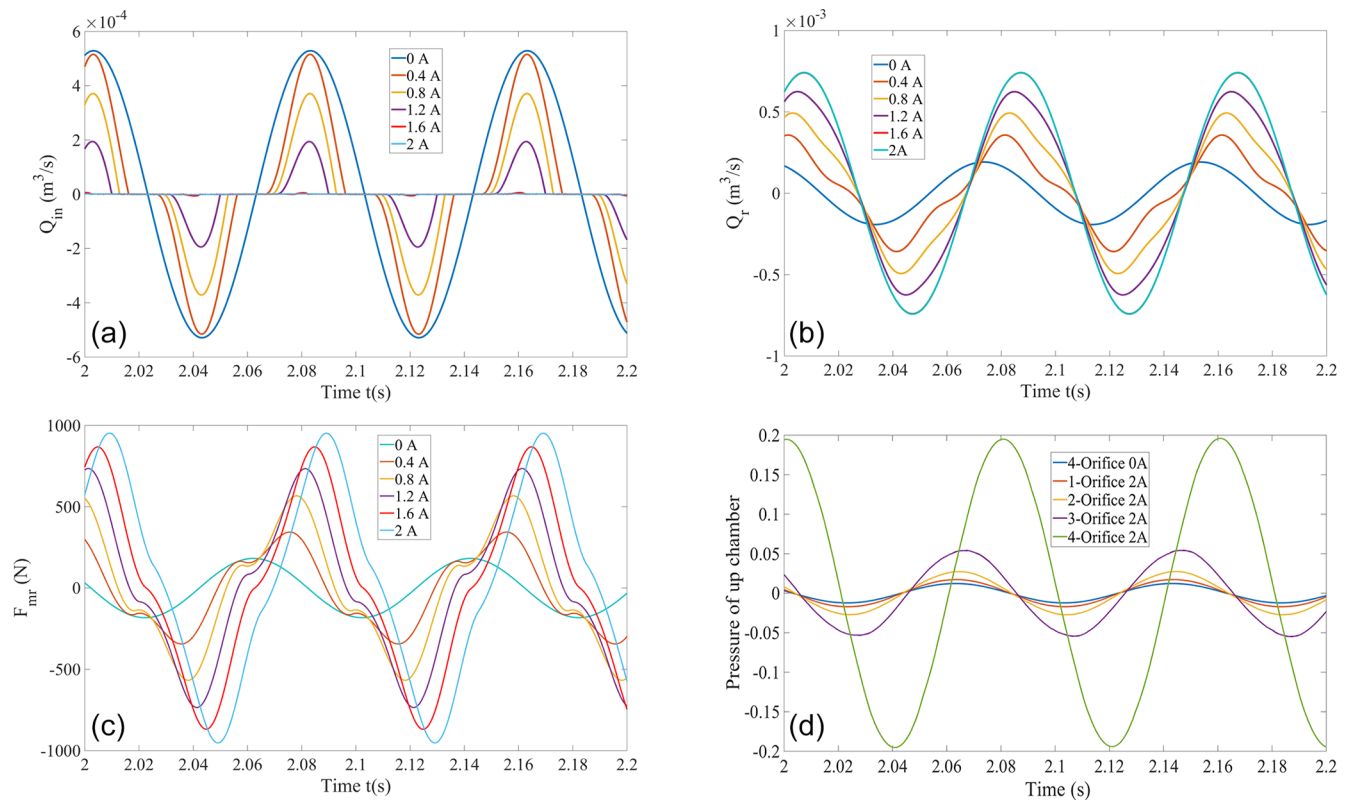 ×10⁻⁴
6
4
2
0
-2
-4
-6
Q_in (m³/s)
0 A
0.4 A
0.8 A
1.2 A
1.6 A
2 A
(a)
2 2.02 2.04 2.06 2.08 2.1 2.12 2.14 2.16 2.18 2.2
Time t(s)
×10⁻³
1
0.5
0
-0.5
-1
Q_r (m³/s)
0 A
0.4 A
0.8 A
1.2 A
1.6 A
2A
(b)
2 2.02 2.04 2.06 2.08 2.1 2.12 2.14 2.16 2.18 2.2
Time t(s)
1000
500
0
-500
-1000
F_mr (N)
0 A
0.4 A
0.8 A
1.2 A
1.6 A
2 A
(c)
2 2.02 2.04 2.06 2.08 2.1 2.12 2.14 2.16 2.18 2.2
Time t(s)
0.2
0.15
0.1
0.05
0
-0.05
-0.1
-0.15
-0.2
Pressure of up chamber
4-Orifice 0A
1-Orifice 2A
2-Orifice 2A
3-Orifice 2A
4-Orifice 2A
(d)
2 2.02 2.04 2.06 2.08 2.1 2.12 2.14 2.16 2.18 2.2
Time (s)